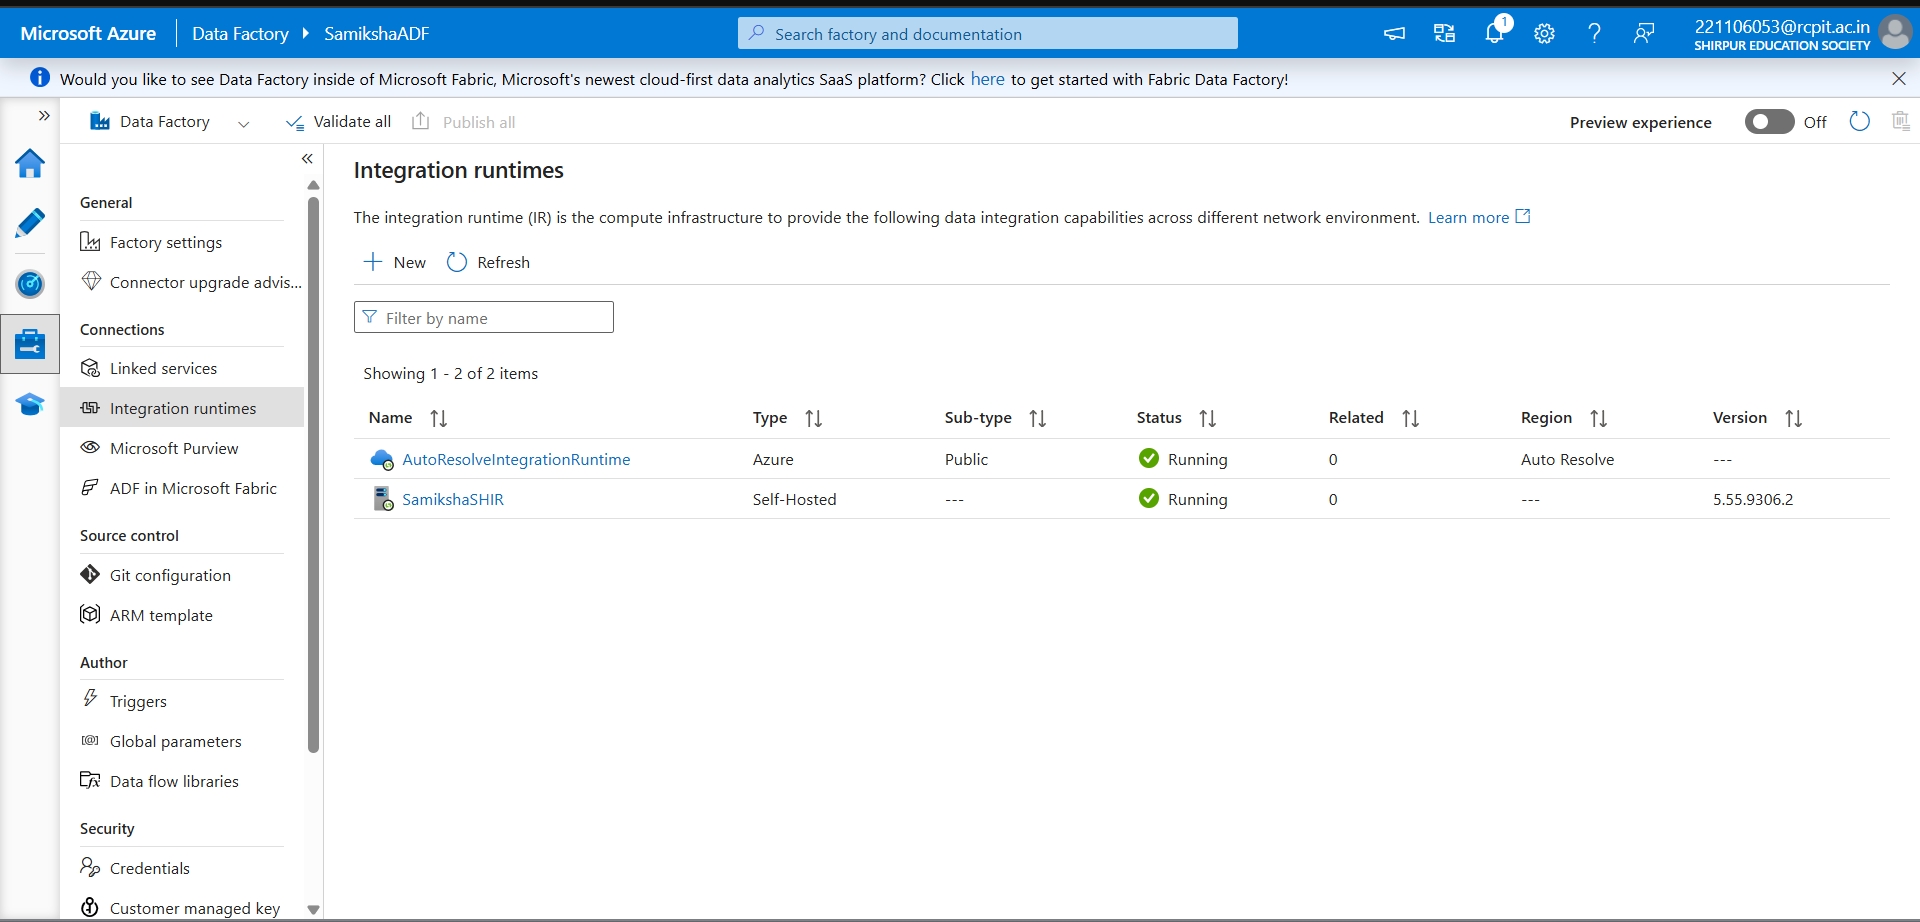 Microsoft Azure
Data Factory
SamikshaADF
Search factory and documentation
1
221106053@rcpit.ac.in
SHIRPUR EDUCATION SOCIETY
Would you like to see Data Factory inside of Microsoft Fabric, Microsoft's newest cloud-first data analytics SaaS platform? Click here to get started with Fabric Data Factory!
Data Factory
Validate all
Publish all
Preview experience
Off
General
Factory settings
Connector upgrade advis...
Connections
Linked services
Integration runtimes
Microsoft Purview
ADF in Microsoft Fabric
Source control
Git configuration
ARM template
Author
Triggers
Global parameters
Data flow libraries
Security
Credentials
Customer managed key
Integration runtimes
The integration runtime (IR) is the compute infrastructure to provide the following data integration capabilities across different network environment. Learn more
New
Refresh
Filter by name
Showing 1 - 2 of 2 items
Name Type Sub-type Status Related Region Version
AutoResolveIntegrationRuntime Azure Public Running 0 Auto Resolve ---
SamikshaSHIR Self-Hosted --- Running 0 --- 5.55.9306.2